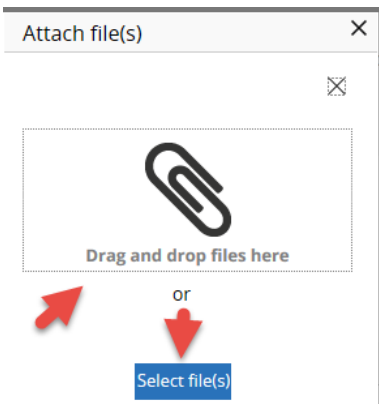 Attach file(s)
Drag and drop files here
or
Select file(s)